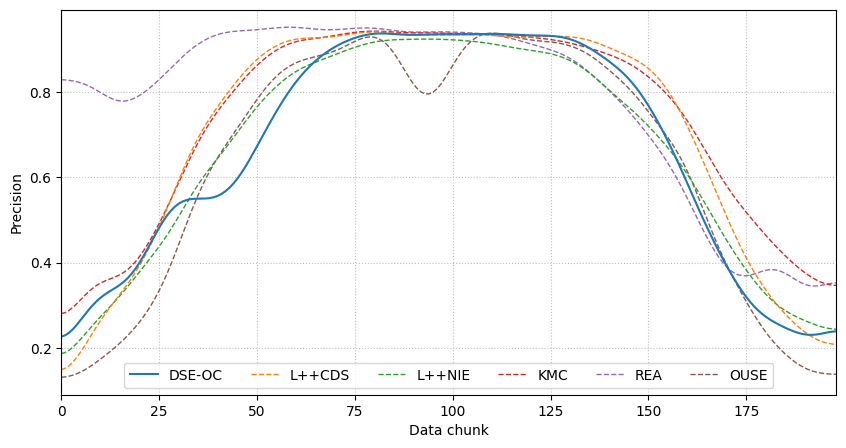 Precision
0.8
0.6
0.4
0.2
DSE-OC L++CDS L++NIE KMC REA OUSE
0 25 50 75 100 125 150 175
Data chunk